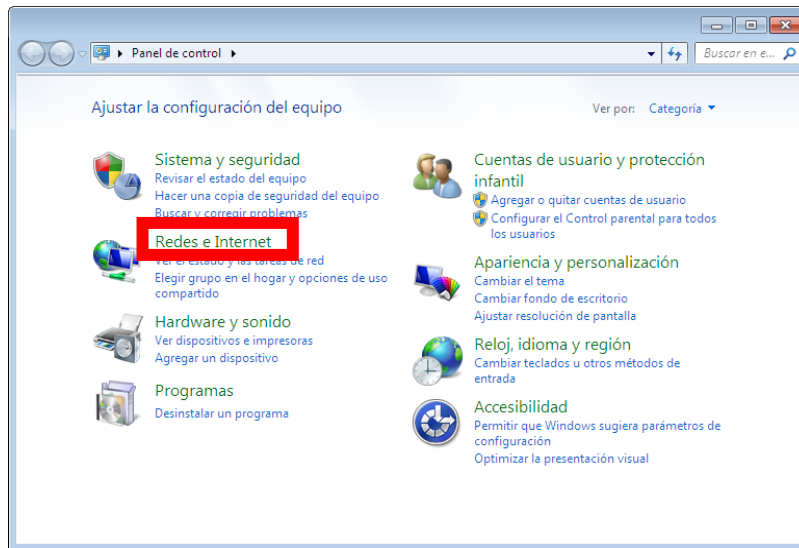 Panel de control
Buscar en e...
Ajustar la configuración del equipo
Ver por: Categoría
Sistema y seguridad
Revisar el estado del equipo
Hacer una copia de seguridad del equipo
Buscar y corregir problemas
Redes e Internet
Ver el estado y las tareas de red
Elegir grupo en el hogar y opciones de uso
compartido
Hardware y sonido
Ver dispositivos e impresoras
Agregar un dispositivo
Programas
Desinstalar un programa
Cuentas de usuario y protección
infantil
Agregar o quitar cuentas de usuario
Configurar el Control parental para todos
los usuarios
Apariencia y personalización
Cambiar el tema
Cambiar fondo de escritorio
Ajustar resolución de pantalla
Reloj, idioma y región
Cambiar teclados u otros métodos de
entrada
Accesibilidad
Permitir que Windows sugiera parámetros de
configuración
Optimizar la presentación visual